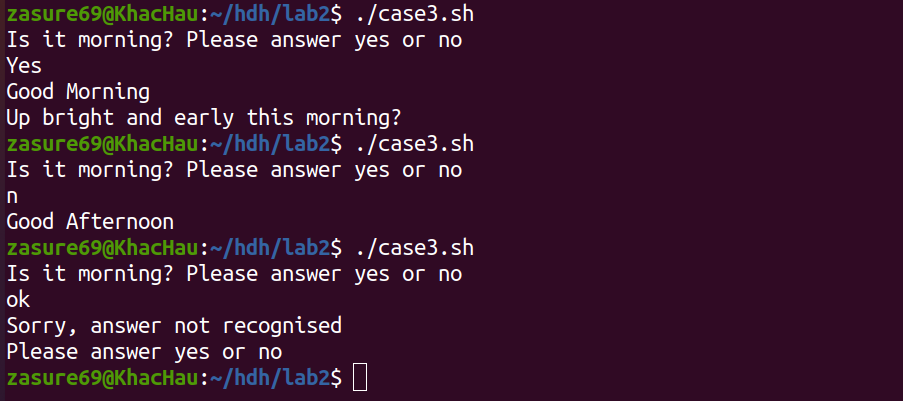 zasure69@KhacHau:~/hdh/lab2$ ./case3.sh
Is it morning? Please answer yes or no
Yes
Good Morning
Up bright and early this morning?
zasure69@KhacHau:~/hdh/lab2$ ./case3.sh
Is it morning? Please answer yes or no
n
Good Afternoon
zasure69@KhacHau:~/hdh/lab2$ ./case3.sh
Is it morning? Please answer yes or no
ok
Sorry, answer not recognised
Please answer yes or no
zasure69@KhacHau:~/hdh/lab2$